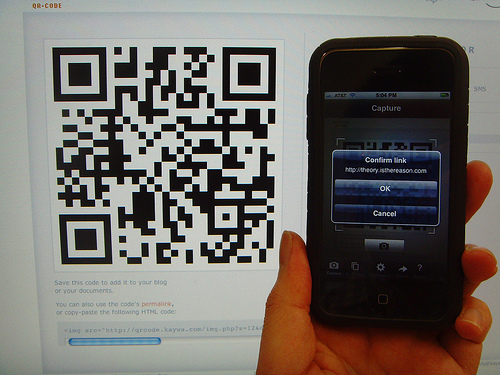 QR-CODE
Save this code to add it to your blog
or your documents.
You can also use the code's permalink,
or copy-paste the following HTML code:
<img src="http://qrcode.kaywa.com/img.php?s=12&
SMS
AT&T 5:04 PM
Capture
Confirm link
http://theory.isthereason.com
OK
Cancel
?